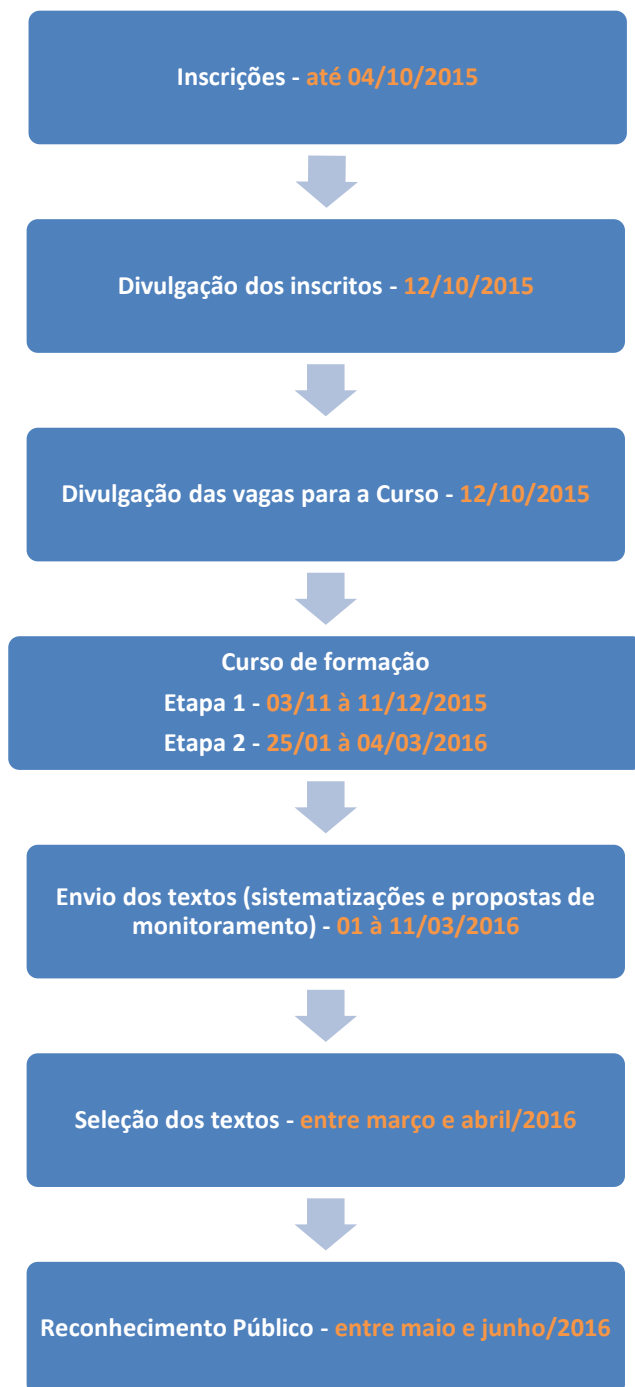 Inscrições - até 04/10/2015
Divulgação dos inscritos - 12/10/2015
Divulgação das vagas para a Curso - 12/10/2015
Curso de formação
Etapa 1 - 03/11 à 11/12/2015
Etapa 2 - 25/01 à 04/03/2016
Envio dos textos (sistematizações e propostas de
monitoramento) - 01 à 11/03/2016
Seleção dos textos - entre março e abril/2016
Reconhecimento Público - entre maio e junho/2016